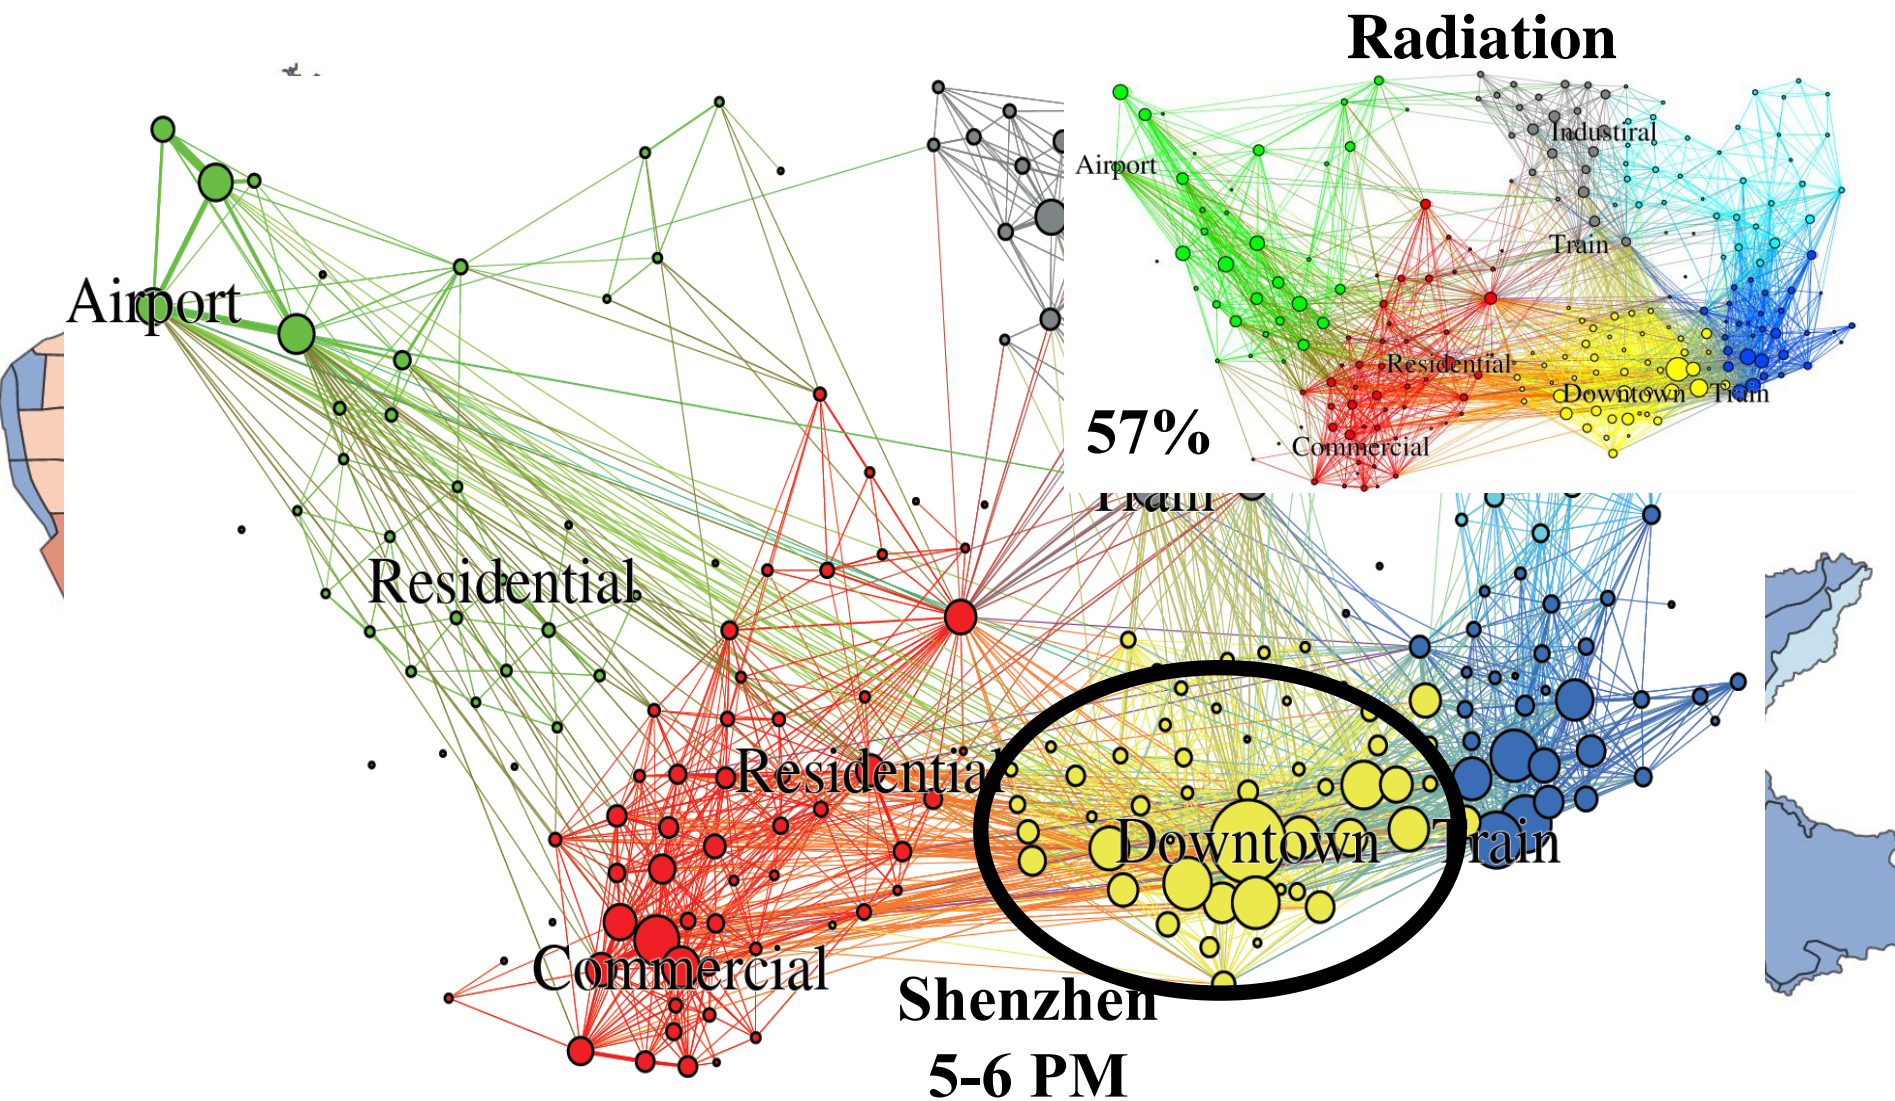 Radiation
Industiral
Airport
Train
Residential
Downtown Train
57%
Commercial
Airport
Train
Residential
Residential
Downtown Train
Commercial
Shenzhen
5-6 PM